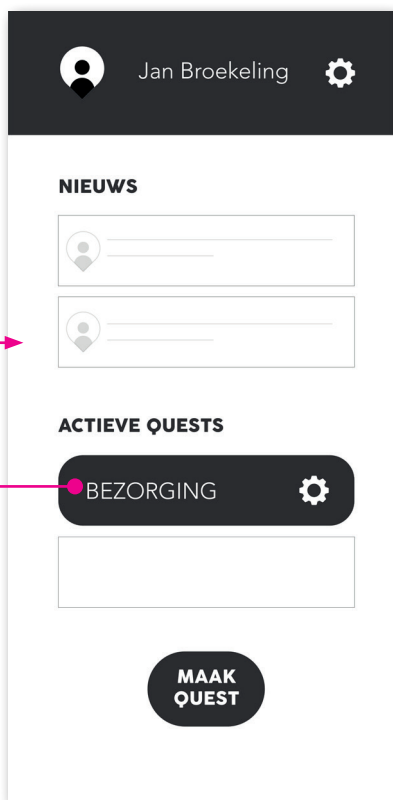 Jan Broekeling
NIEUWS
ACTIEVE QUESTS
BEZORGING
MAAK
QUEST